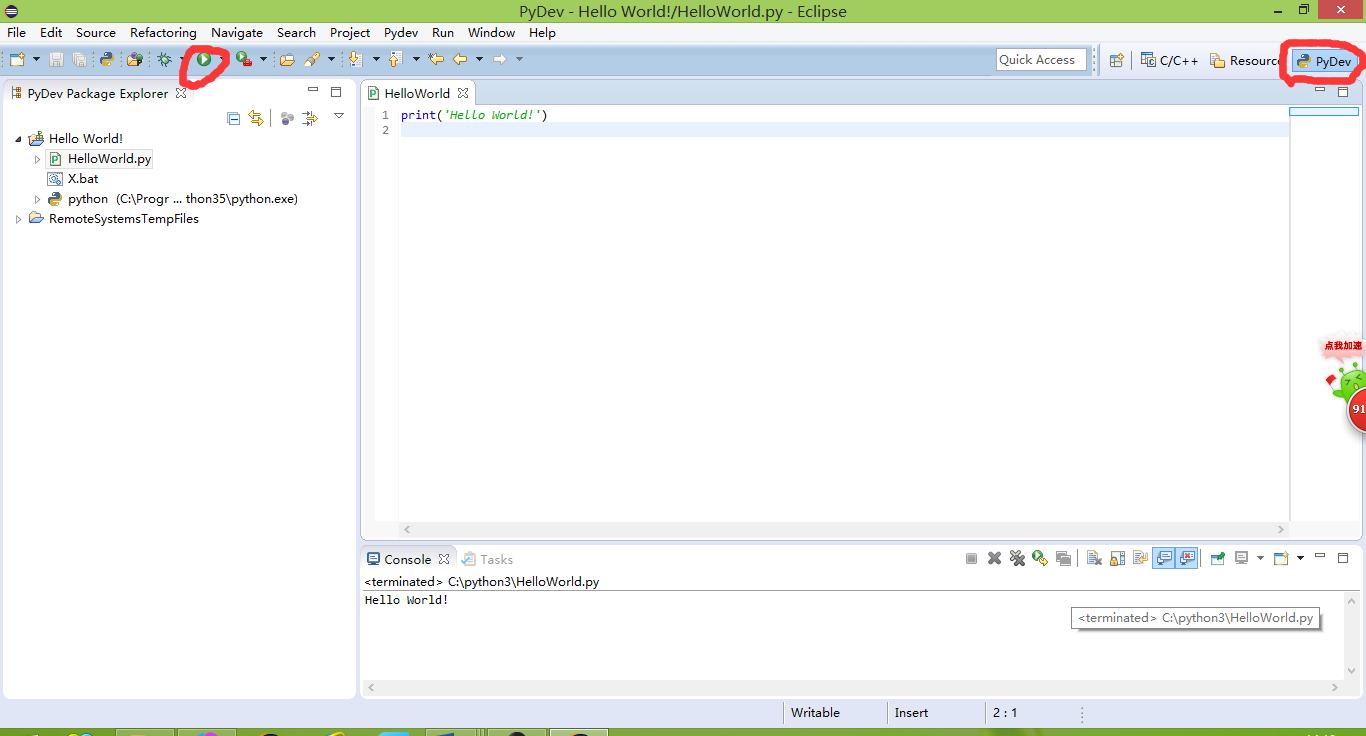 PyDev - Hello World!/HelloWorld.py - Eclipse
File Edit Source Refactoring Navigate Search Project Pydev Run Window Help
Quick Access
C/C++
Resource
PyDev
PyDev Package Explorer
Hello World!
HelloWorld.py
X.bat
python (C:\Progr ... thon35\python.exe)
RemoteSystemsTempFiles
HelloWorld
1 print('Hello World!')
2
点我加速
91
Console
Tasks
<terminated> C:\python3\HelloWorld.py
Hello World!
<terminated> C:\python3\HelloWorld.py
Writable
Insert
2 : 1